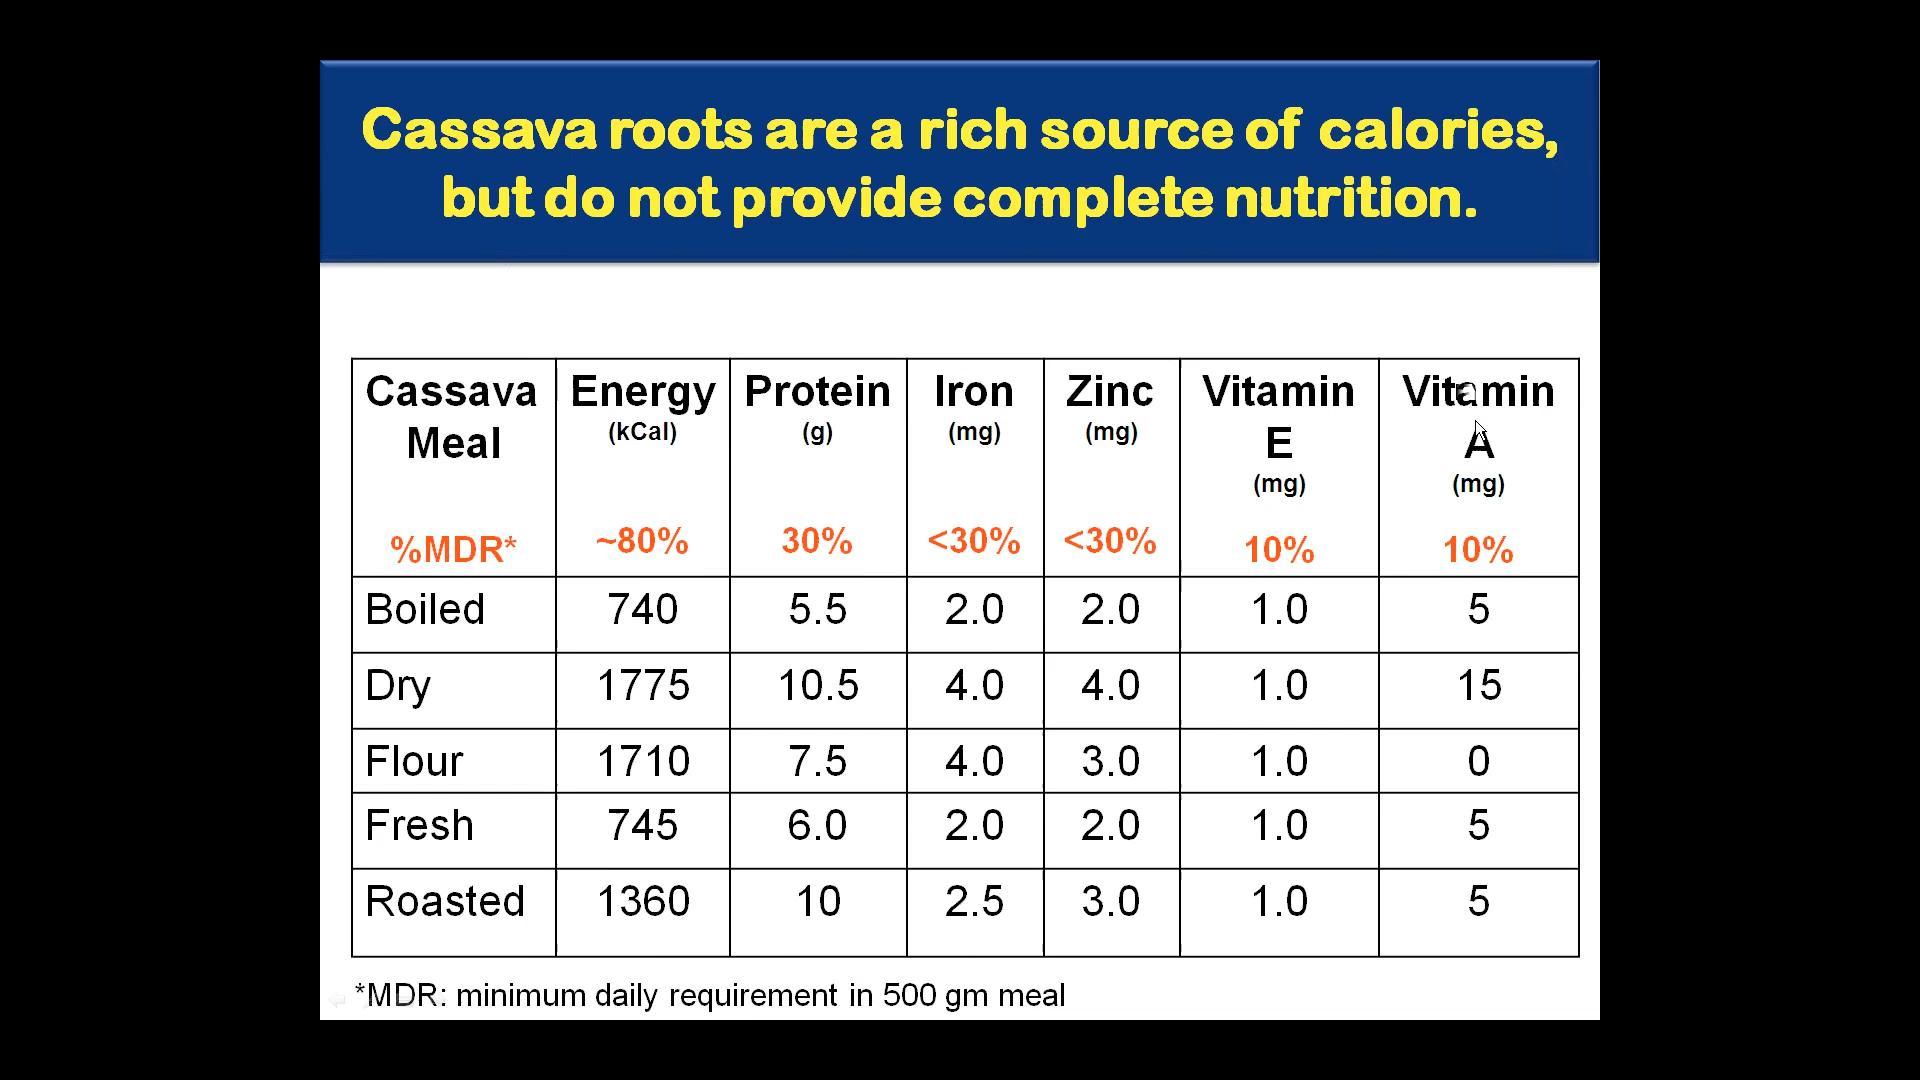 Cassava roots are a rich source of calories,
but do not provide complete nutrition.
Cassava Meal %MDR* Energy (kCal) ~80% Protein (g) 30% Iron (mg) <30% Zinc (mg) <30% Vitamin E (mg) 10% Vitamin A (mg) 10%
Boiled 740 5.5 2.0 2.0 1.0 5
Dry 1775 10.5 4.0 4.0 1.0 15
Flour 1710 7.5 4.0 3.0 1.0 0
Fresh 745 6.0 2.0 2.0 1.0 5
Roasted 1360 10 2.5 3.0 1.0 5
*MDR: minimum daily requirement in 500 gm meal